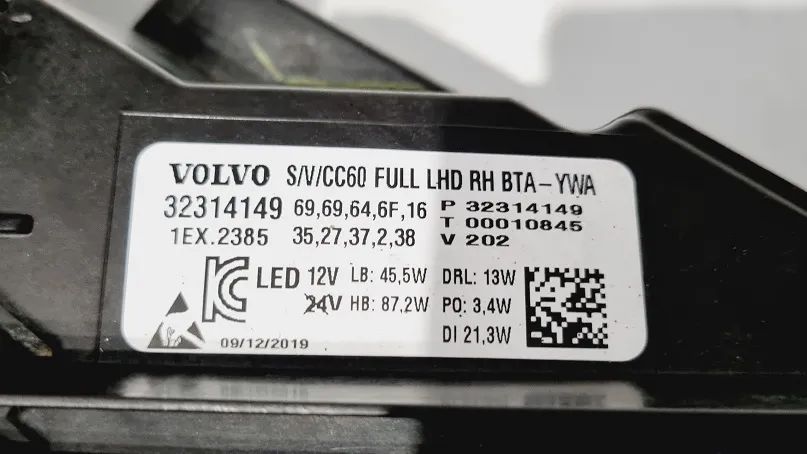 VOLVO S/V/CC60 FULL LHD RH BTA-YWA
32314149 69,69,64,6F,16 P 32314149
T 00010845
1EX.2385 35,27,37,2,38 V 202
LED 12V LB: 45,5W DRL: 13W
24V HB: 87,2W PO: 3,4W
DI 21,3W
09/12/2019